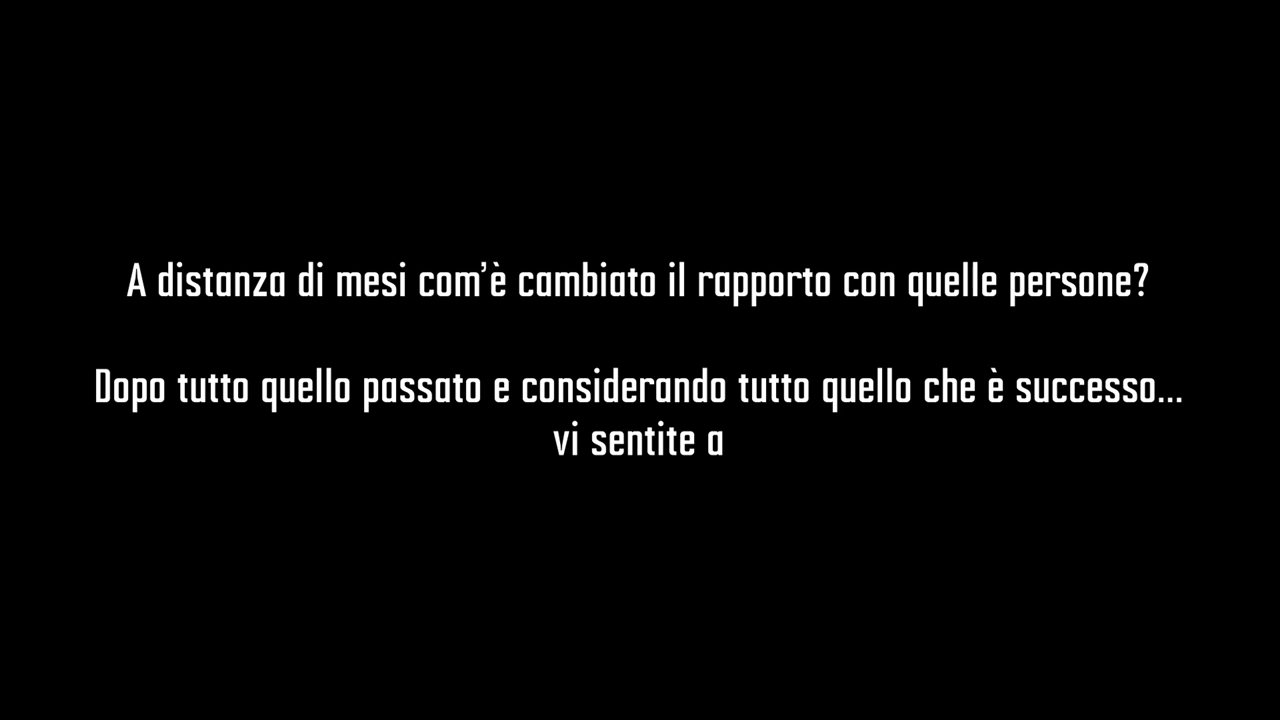 A distanza di mesi com'è cambiato il rapporto con quelle persone?
Dopo tutto quello passato e considerando tutto quello che è successo...
vi sentite a